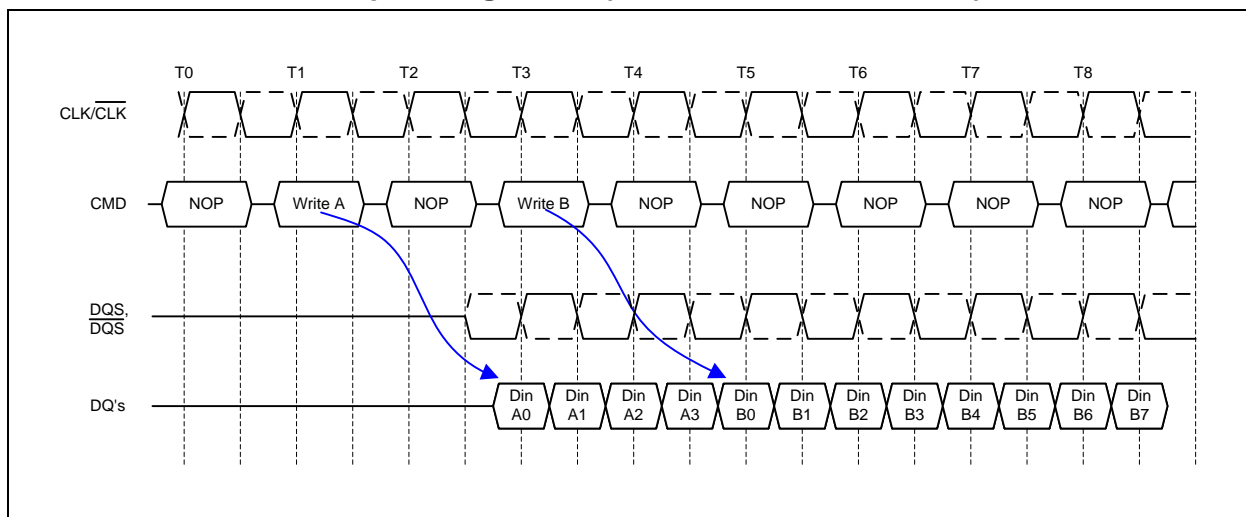 T0 T1 T2 T3 T4 T5 T6 T7 T8
CLK/CLK
CMD NOP Write A NOP Write B NOP NOP NOP NOP NOP
DQS,
DQS
DQ's Din Din Din Din Din Din Din Din Din Din Din Din
A0 A1 A2 A3 B0 B1 B2 B3 B4 B5 B6 B7